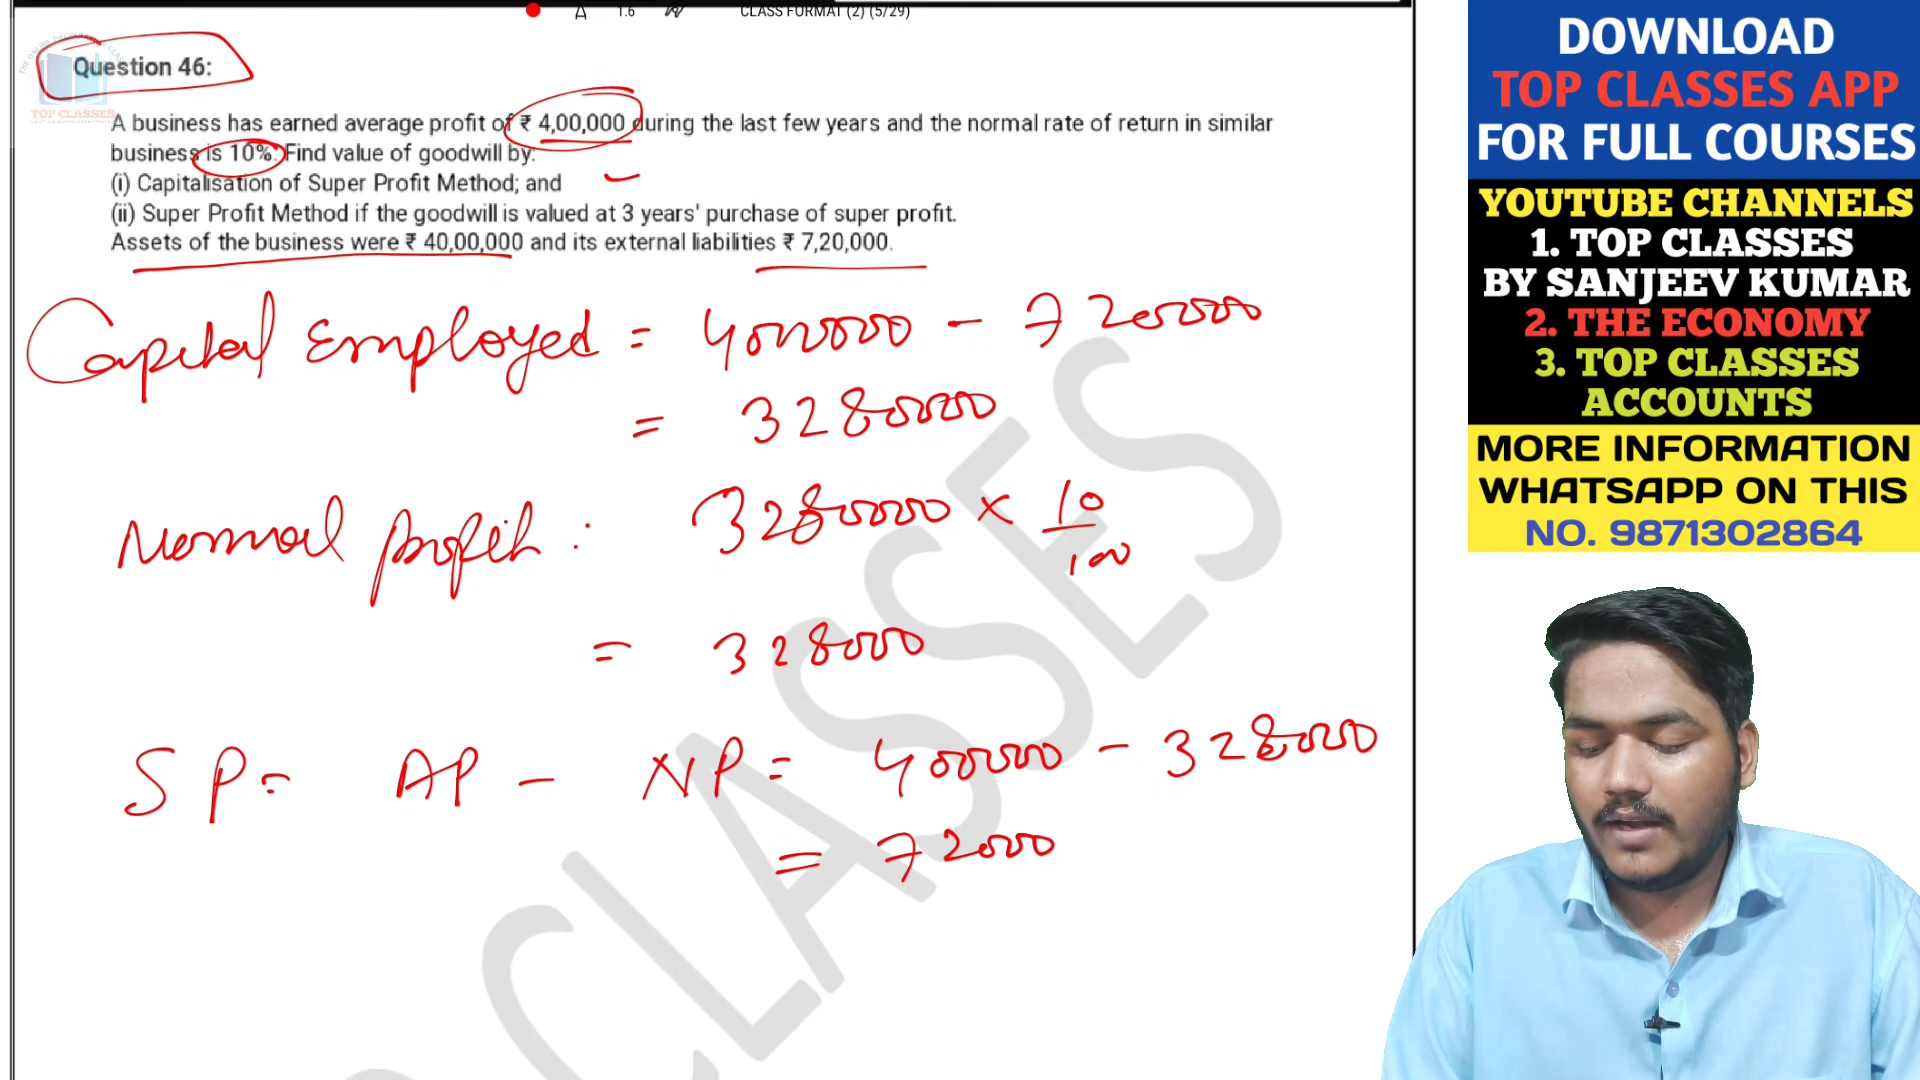 CLASS FORMAT (2) (5/29)
1.6
Question 46:
TOP CLASSES
A business has earned average profit of ₹ 4,00,000 during the last few years and the normal rate of return in similar
business is 10%. Find value of goodwill by:
(i) Capitalisation of Super Profit Method; and
(ii) Super Profit Method if the goodwill is valued at 3 years' purchase of super profit.
Assets of the business were ₹ 40,00,000 and its external liabilities ₹ 7,20,000.
Capital Employed = 4000000 - 720000
= 3280000
Normal profit : 3280000 × 10/100
= 328000
SP = AP - NP = 400000 - 328000
= 72000
CLASSES
DOWNLOAD
TOP CLASSES APP
FOR FULL COURSES
YOUTUBE CHANNELS
1. TOP CLASSES
BY SANJEEV KUMAR
2. THE ECONOMY
3. TOP CLASSES
ACCOUNTS
MORE INFORMATION
WHATSAPP ON THIS
NO. 9871302864